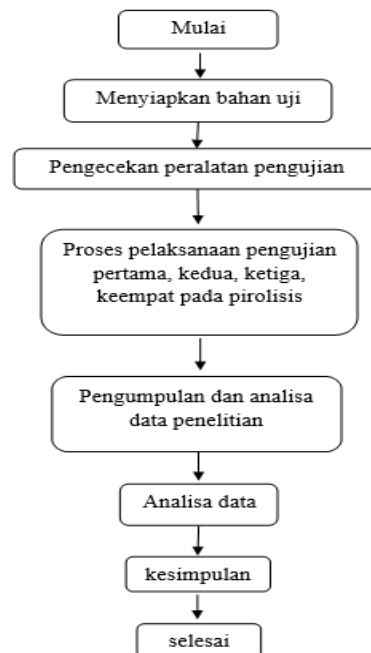 Mulai
Menyiapkan bahan uji
Pengecekan peralatan pengujian
Proses pelaksanaan pengujian
pertama, kedua, ketiga,
keempat pada pirolisis
Pengumpulan dan analisa
data penelitian
Analisa data
kesimpulan
selesai